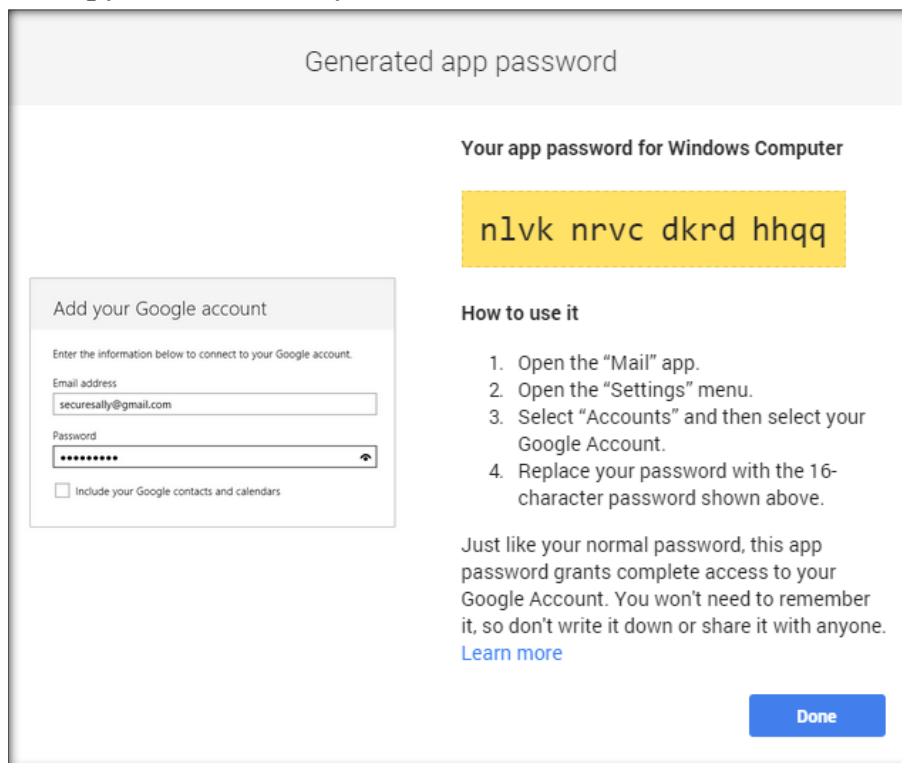 Generated app password
Your app password for Windows Computer
nlvk nrvc dkrd hhqq
Add your Google account
Enter the information below to connect to your Google account.
Email address
securesally@gmail.com
Password
•••••••••
Include your Google contacts and calendars
How to use it
1. Open the “Mail” app.
2. Open the “Settings” menu.
3. Select “Accounts” and then select your
Google Account.
4. Replace your password with the 16-
character password shown above.
Just like your normal password, this app
password grants complete access to your
Google Account. You won't need to remember
it, so don't write it down or share it with anyone.
Learn more
Done